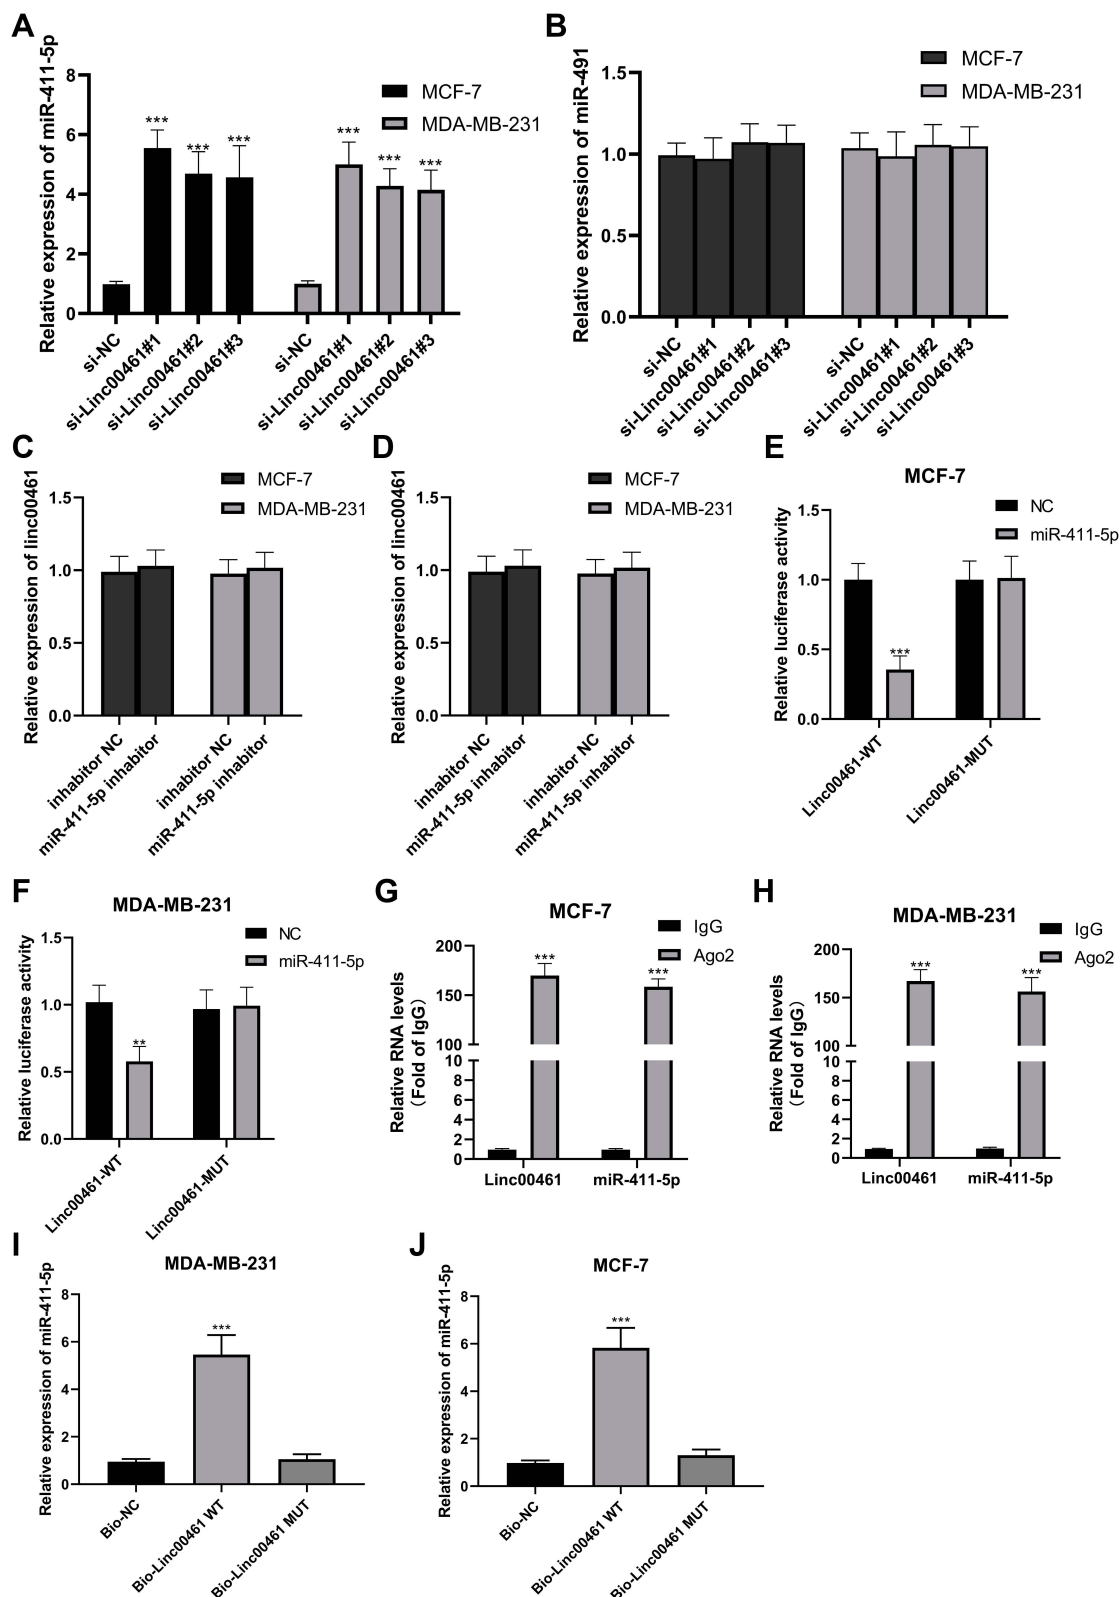 A
Relative expression of miR-411-5p
8
6
4
2
0
MCF-7
MDA-MB-231
***
***
***
***
***
***
si-NC
si-Linc00461#1
si-Linc00461#2
si-Linc00461#3
si-NC
si-Linc00461#1
si-Linc00461#2
si-Linc00461#3
B
Relative expression of miR-491
1.5
1.0
0.5
0.0
MCF-7
MDA-MB-231
si-NC
si-Linc00461#1
si-Linc00461#2
si-Linc00461#3
si-NC
si-Linc00461#1
si-Linc00461#2
si-Linc00461#3
C
Relative expression of linc00461
1.5
1.0
0.5
0.0
MCF-7
MDA-MB-231
inhabitor NC
miR-411-5p inhabitor
inhabitor NC
miR-411-5p inhabitor
D
Relative expression of linc00461
1.5
1.0
0.5
0.0
MCF-7
MDA-MB-231
inhabitor NC
miR-411-5p inhabitor
inhabitor NC
miR-411-5p inhabitor
E
MCF-7
Relative luciferase activity
1.5
1.0
0.5
0.0
NC
miR-411-5p
***
Linc00461-WT
Linc00461-MUT
F
MDA-MB-231
Relative luciferase activity
1.5
1.0
0.5
0.0
NC
miR-411-5p
**
Linc00461-WT
Linc00461-MUT
G
MCF-7
Relative RNA levels
（Fold of IgG）
200
150
100
10
8
6
4
2
0
IgG
Ago2
***
***
Linc00461
miR-411-5p
H
MDA-MB-231
Relative RNA levels
（Fold of IgG）
200
150
100
10
8
6
4
2
0
IgG
Ago2
***
***
Linc00461
miR-411-5p
I
MDA-MB-231
Relative expression of miR-411-5p
8
6
4
2
0
***
Bio-NC
Bio-Linc00461 WT
Bio-Linc00461 MUT
J
MCF-7
Relative expression of miR-411-5p
8
6
4
2
0
***
Bio-NC
Bio-Linc00461 WT
Bio-Linc00461 MUT